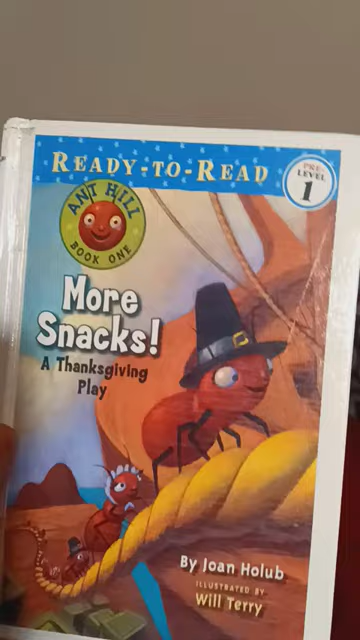 READY-TO-READ
PRE-
LEVEL
1
ANT HILL
BOOK ONE
More
Snacks!
A Thanksgiving
Play
By Joan Holub
ILLUSTRATED BY
Will Terry